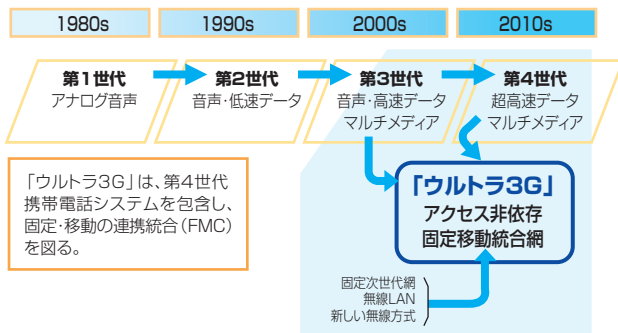 1980s
1990s
2000s
2010s
第1世代
アナログ音声
第2世代
音声・低速データ
第3世代
音声・高速データ
マルチメディア
第4世代
超高速データ
マルチメディア
「ウルトラ3G」は、第4世代
携帯電話システムを包含し、
固定・移動の連携統合(FMC)
を図る。
「ウルトラ3G」
アクセス非依存
固定移動統合網
固定次世代網
無線LAN
新しい無線方式